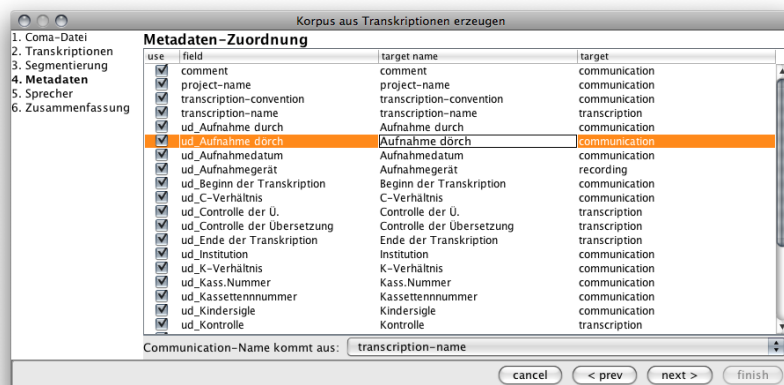 Korpus aus Transkriptionen erzeugen
1. Coma-Datei
2. Transkriptionen
3. Segmentierung
4. Metadaten
5. Sprecher
6. Zusammenfassung
Metadaten-Zuordnung
use field target name target
comment comment communication
project-name project-name communication
transcription-convention transcription-convention communication
transcription-name transcription-name transcription
ud_Aufnahme durch Aufnahme durch communication
ud_Aufnahme dörch Aufnahme dörch communication
ud_Aufnahmedatum Aufnahmedatum communication
ud_Aufnahmegerät Aufnahmegerät recording
ud_Beginn der Transkription Beginn der Transkription communication
ud_C-Verhältnis C-Verhältnis communication
ud_Controlle der Ü. Controlle der Ü. transcription
ud_Controlle der Übersetzung Controlle der Übersetzung transcription
ud_Ende der Transkription Ende der Transkription transcription
ud_Institution Institution communication
ud_K-Verhältnis K-Verhältnis communication
ud_Kass.Nummer Kass.Nummer communication
ud_Kassettennnummer Kassettennnummer communication
ud_Kindersigle Kindersigle communication
ud_Kontrolle Kontrolle transcription
Communication-Name kommt aus: transcription-name
cancel < prev next > finish